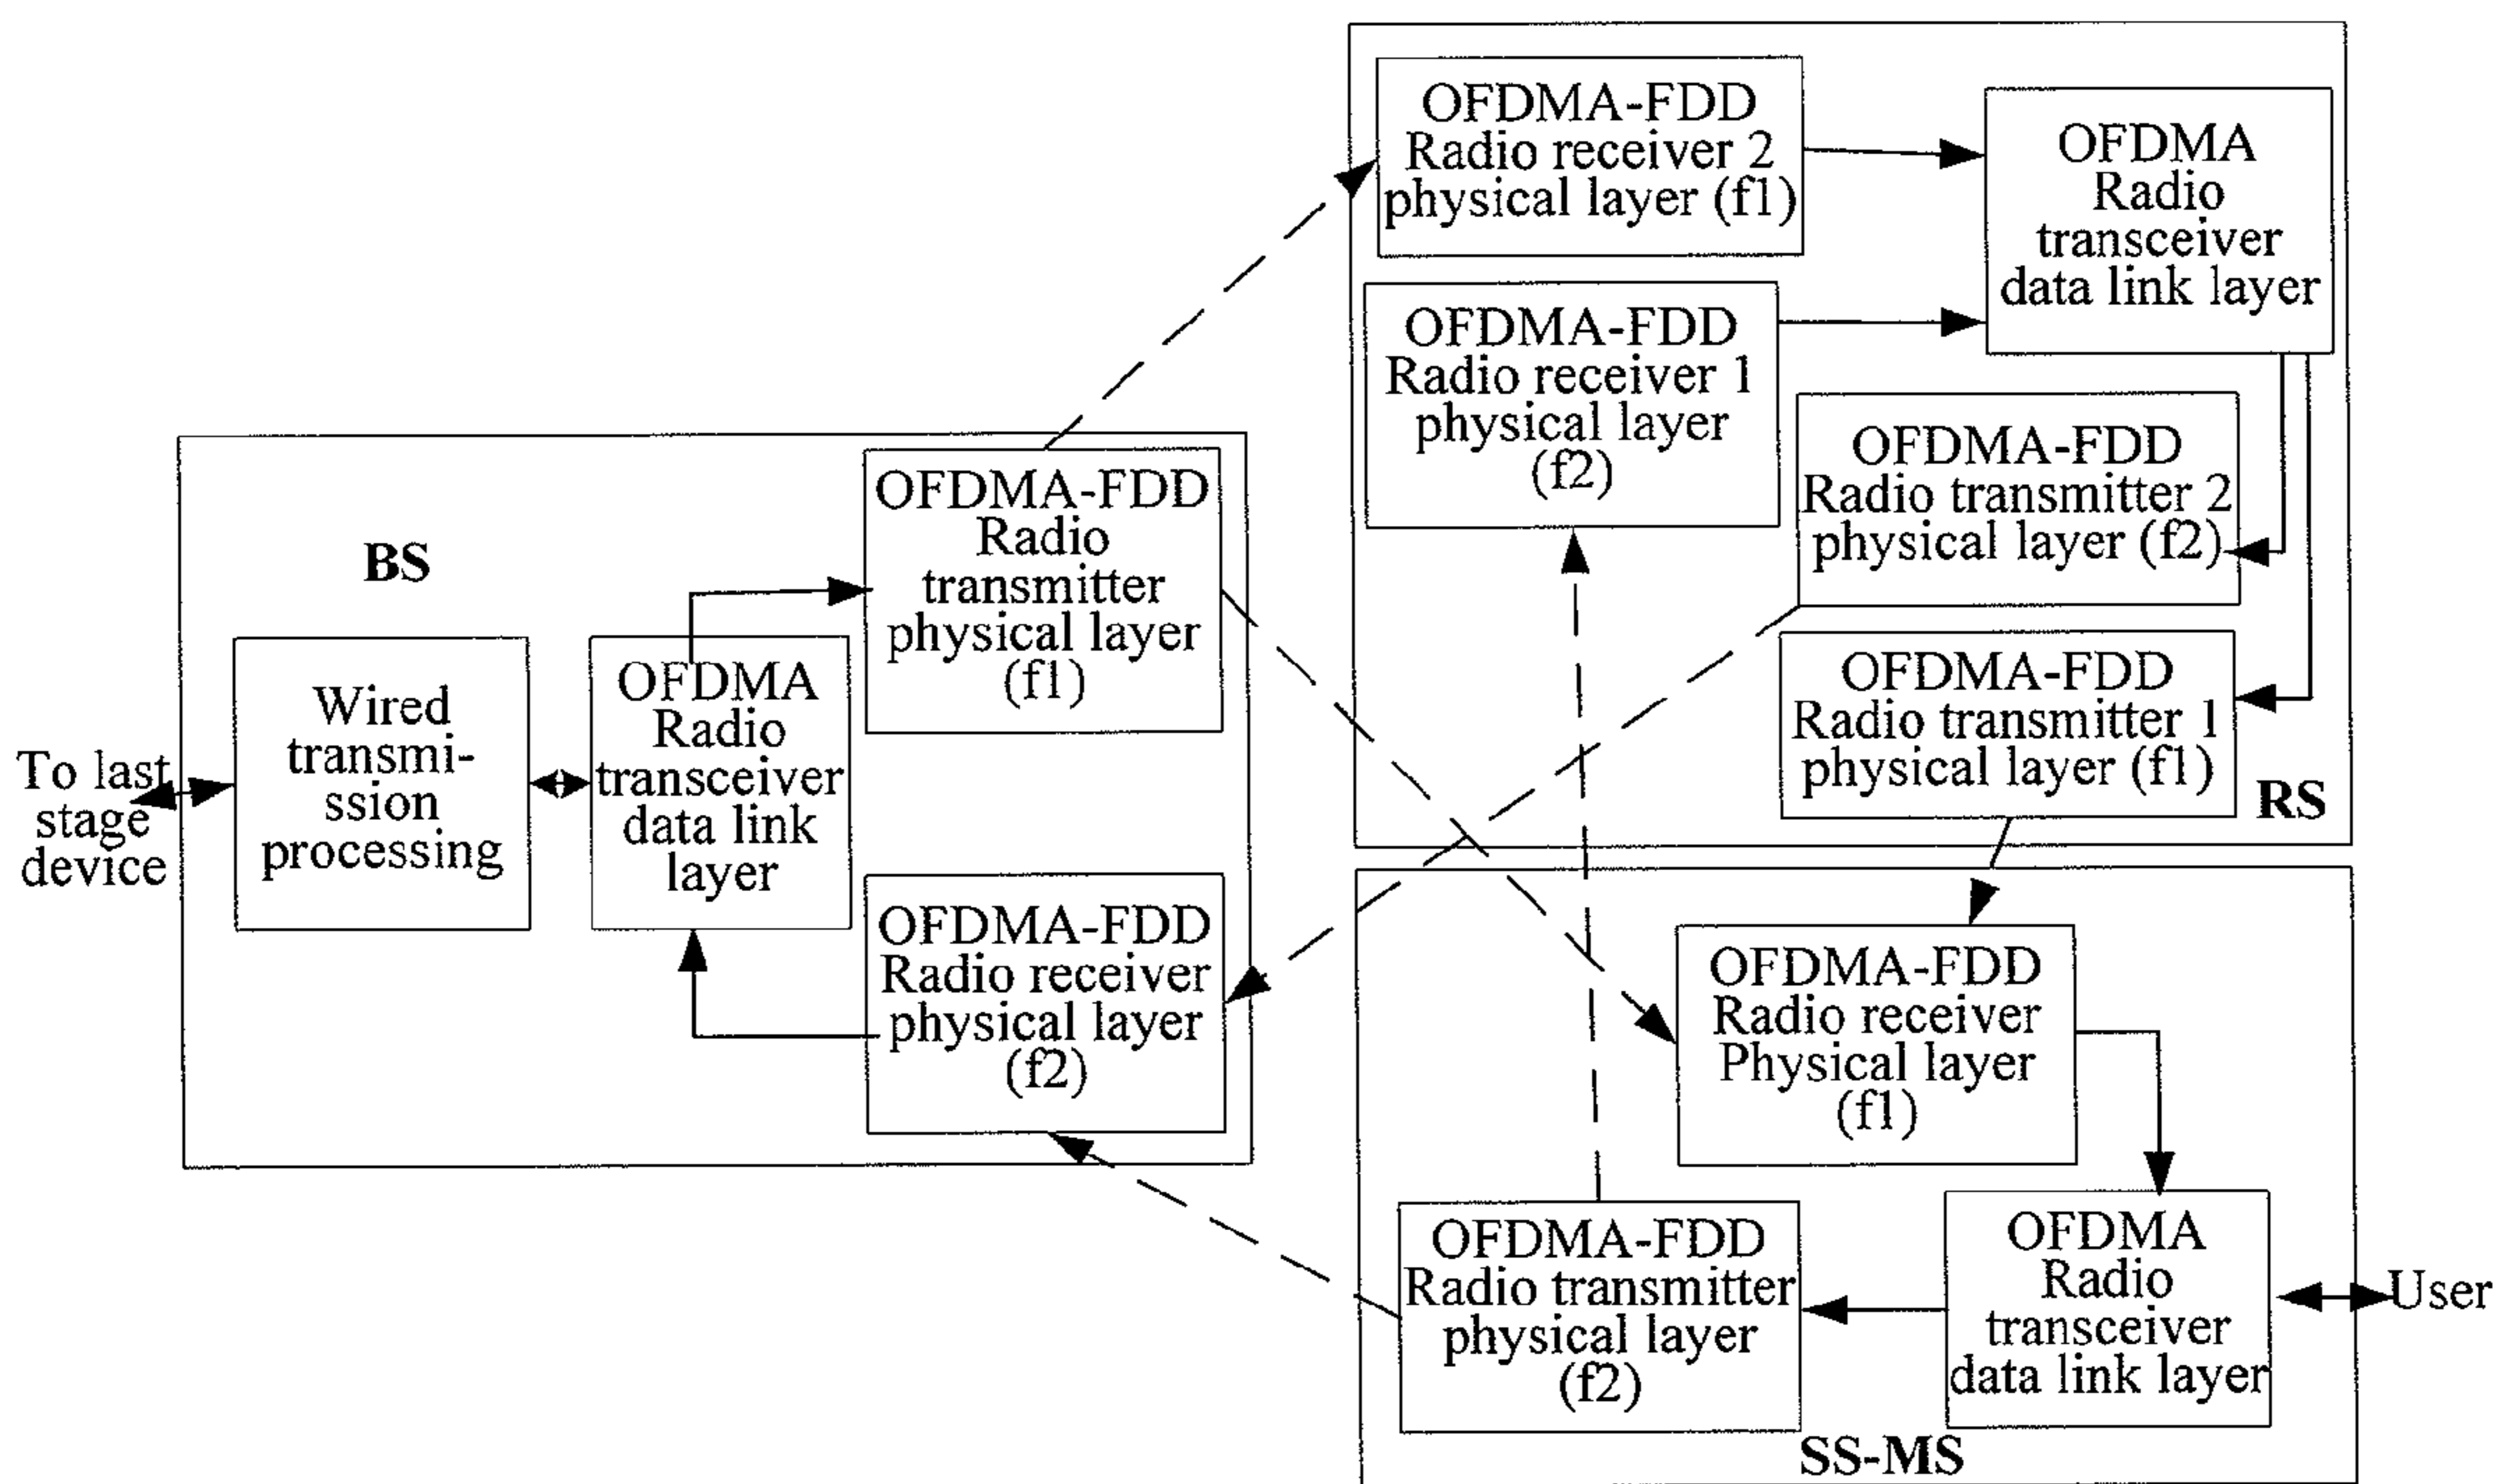 OFDMA-FDD
Radio receiver 2
physical layer (f1)
OFDMA
Radio
transceiver
data link layer
OFDMA-FDD
Radio receiver 1
physical layer
(f2)
OFDMA-FDD
Radio transmitter 2
physical layer (f2)
OFDMA-FDD
Radio transmitter 1
physical layer (f1)
RS
BS
OFDMA-FDD
Radio
transmitter
physical layer
(f1)
To last
stage
device
Wired
transmi-
ssion
processing
OFDMA
Radio
transceiver
data link
layer
OFDMA-FDD
Radio receiver
physical layer
(f2)
OFDMA-FDD
Radio receiver
Physical layer
(f1)
OFDMA-FDD
Radio transmitter
physical layer
(f2)
OFDMA
Radio
transceiver
data link layer
User
SS-MS